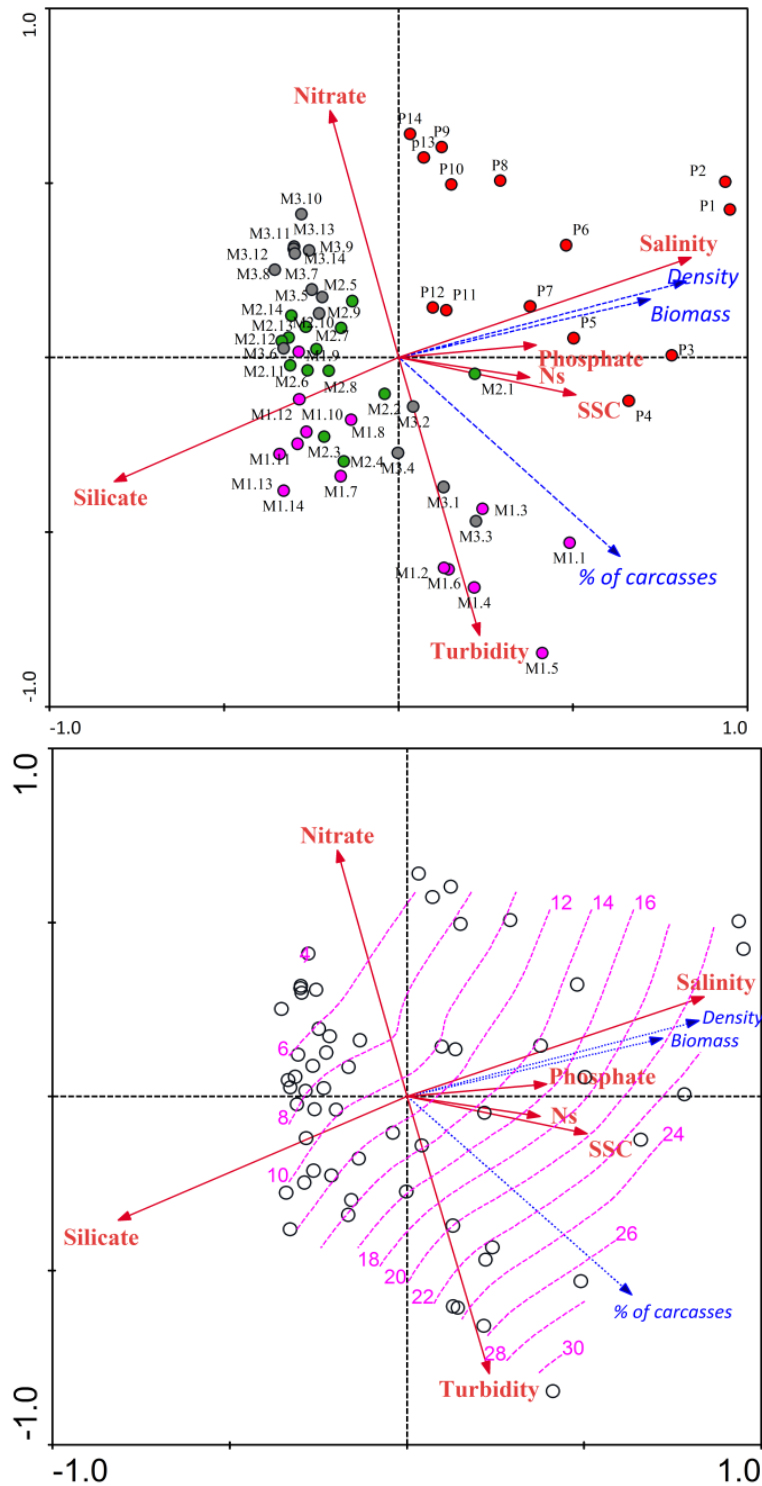 1.0
Nitrate
P14
P9
p13
P10
P8
P2
P1
M3.10
M3.11
M3.13
M3.12
M3.9
M3.14
M3.8
M3.7
P6
Salinity
Density
Biomass
M3.5
M2.5
M2.14
M2.10
M2.9
M2.13
M2.12
M2.7
M3.6
M1.9
P12
P11
P7
P5
P3
Phosphate
Ns
SSC
M2.11
M2.6
M2.8
M2.1
P4
M1.12
M1.10
M2.2
M3.2
M1.8
M1.11
M2.3
M2.4
M3.4
Silicate
M1.13
M1.14
M1.7
M3.1
M1.3
M3.3
M1.1
M1.2
M1.6
M1.4
% of carcasses
Turbidity
M1.5
-1.0
-1.0
1.0
1.0
Nitrate
12
14
16
4
Salinity
Density
Biomass
6
Phosphate
Ns
SSC
8
24
10
Silicate
18
26
20
22
% of carcasses
28
30
Turbidity
-1.0
-1.0
1.0